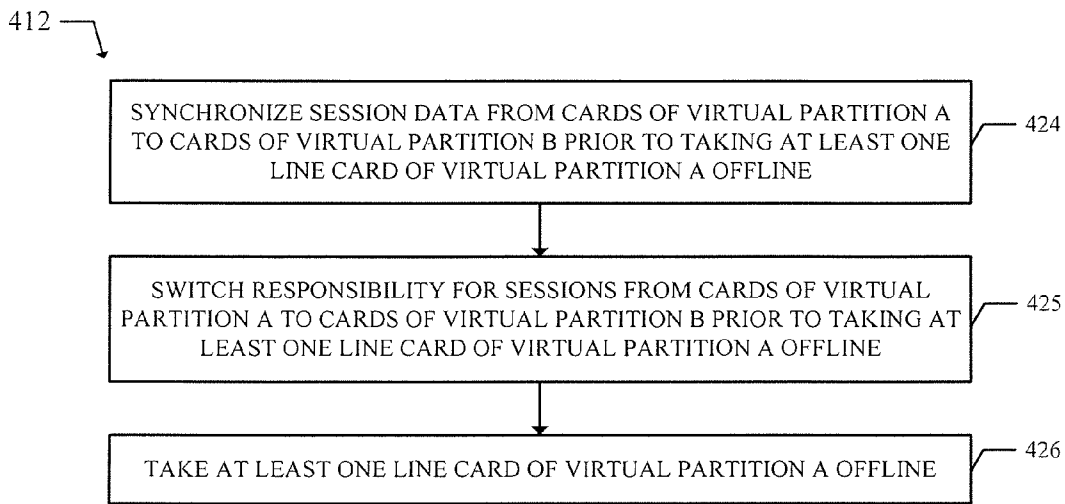 412
SYNCHRONIZE SESSION DATA FROM CARDS OF VIRTUAL PARTITION A
TO CARDS OF VIRTUAL PARTITION B PRIOR TO TAKING AT LEAST ONE
LINE CARD OF VIRTUAL PARTITION A OFFLINE
424
SWITCH RESPONSIBILITY FOR SESSIONS FROM CARDS OF VIRTUAL
PARTITION A TO CARDS OF VIRTUAL PARTITION B PRIOR TO TAKING AT
LEAST ONE LINE CARD OF VIRTUAL PARTITION A OFFLINE
425
TAKE AT LEAST ONE LINE CARD OF VIRTUAL PARTITION A OFFLINE
426